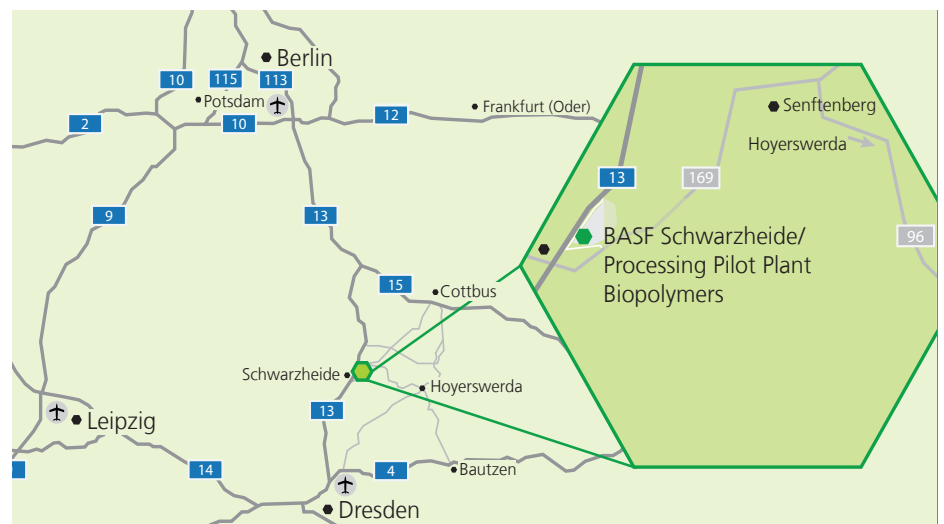 Berlin
10
115
113
Potsdam
Frankfurt (Oder)
2
10
12
Senftenberg
Hoyerswerda
13
169
9
13
96
BASF Schwarzheide/
Processing Pilot Plant
Biopolymers
15
Cottbus
Schwarzheide
Hoyerswerda
13
Leipzig
14
4
Bautzen
Dresden